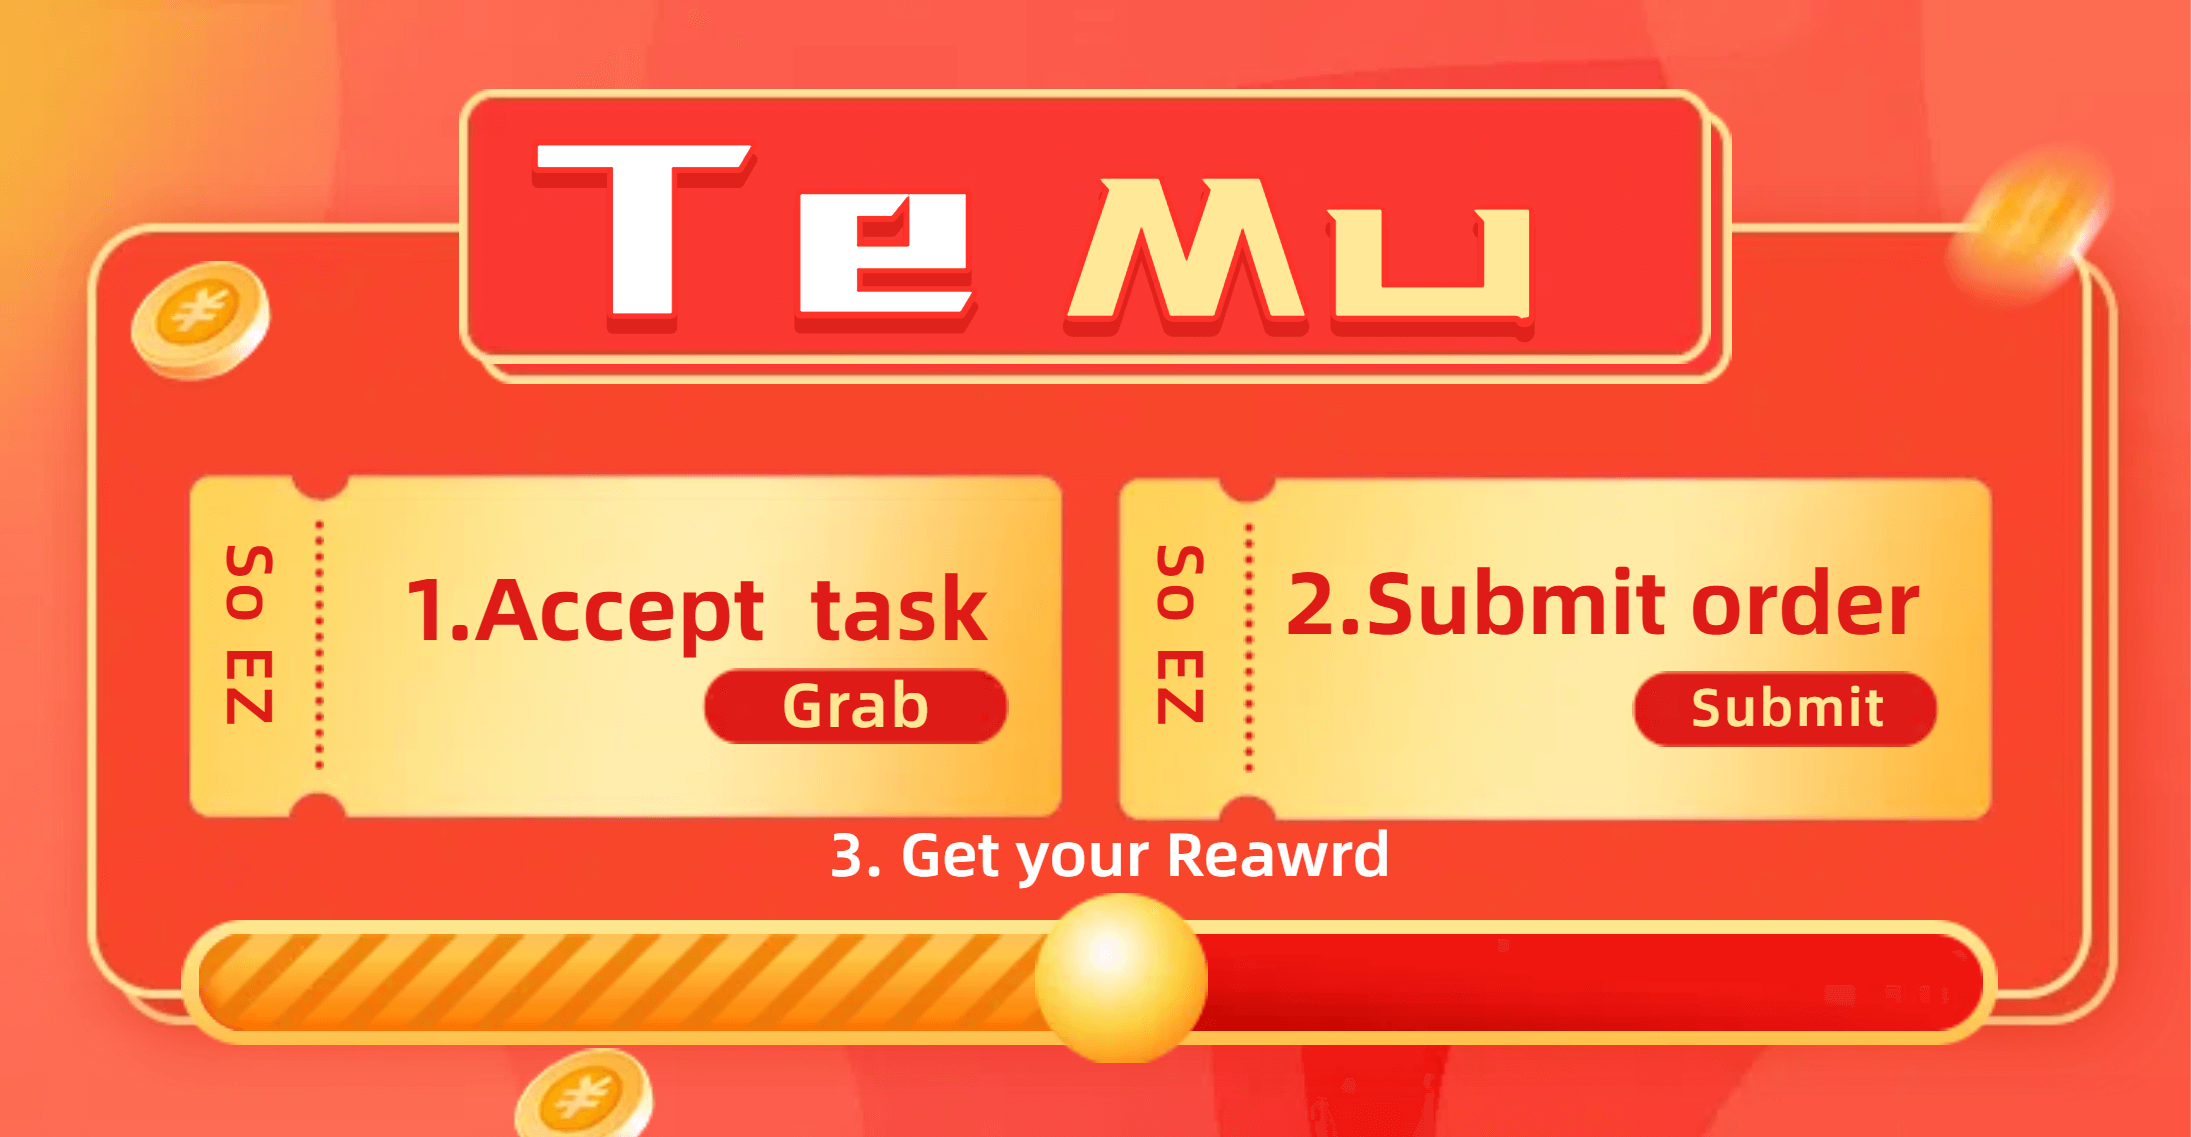 Te Mu
So EZ
1.Accept task
Grab
So EZ
2.Submit order
Submit
3. Get your Reawrd
¥
¥